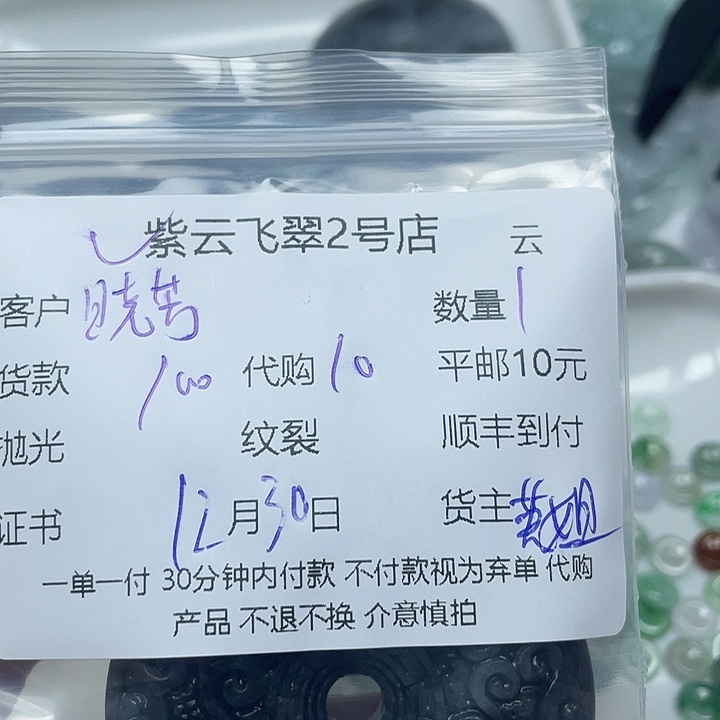 紫云飞翠2号店 云
客户 晓芳 数量 1
货款 100 代购 10 平邮10元
抛光 纹裂 顺丰到付
证书 12月30日 货主 黄姐
一单一付 30分钟内付款 不付款视为弃单 代购
产品 不退不换 介意慎拍